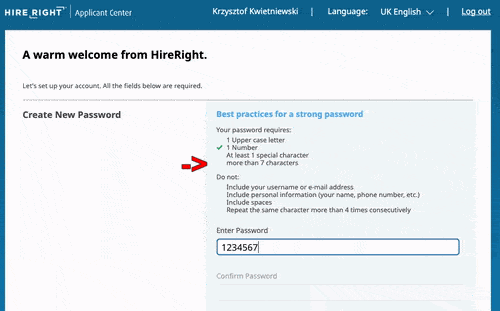 HIRE RIGHT | Applicant Center
Krzysztof Kwietniewski | Language: UK English | Log out
A warm welcome from HireRight.
Let's set up your account. All the fields below are required.
Create New Password
Best practices for a strong password
Your password requires:
1 Upper case letter
1 Number
At least 1 special character
more than 7 characters
->
Do not:
Include your username or e-mail address
Include personal information (your name, phone number, etc.)
Include spaces
Repeat the same character more than 4 times consecutively
Enter Password
1234567
Confirm Password